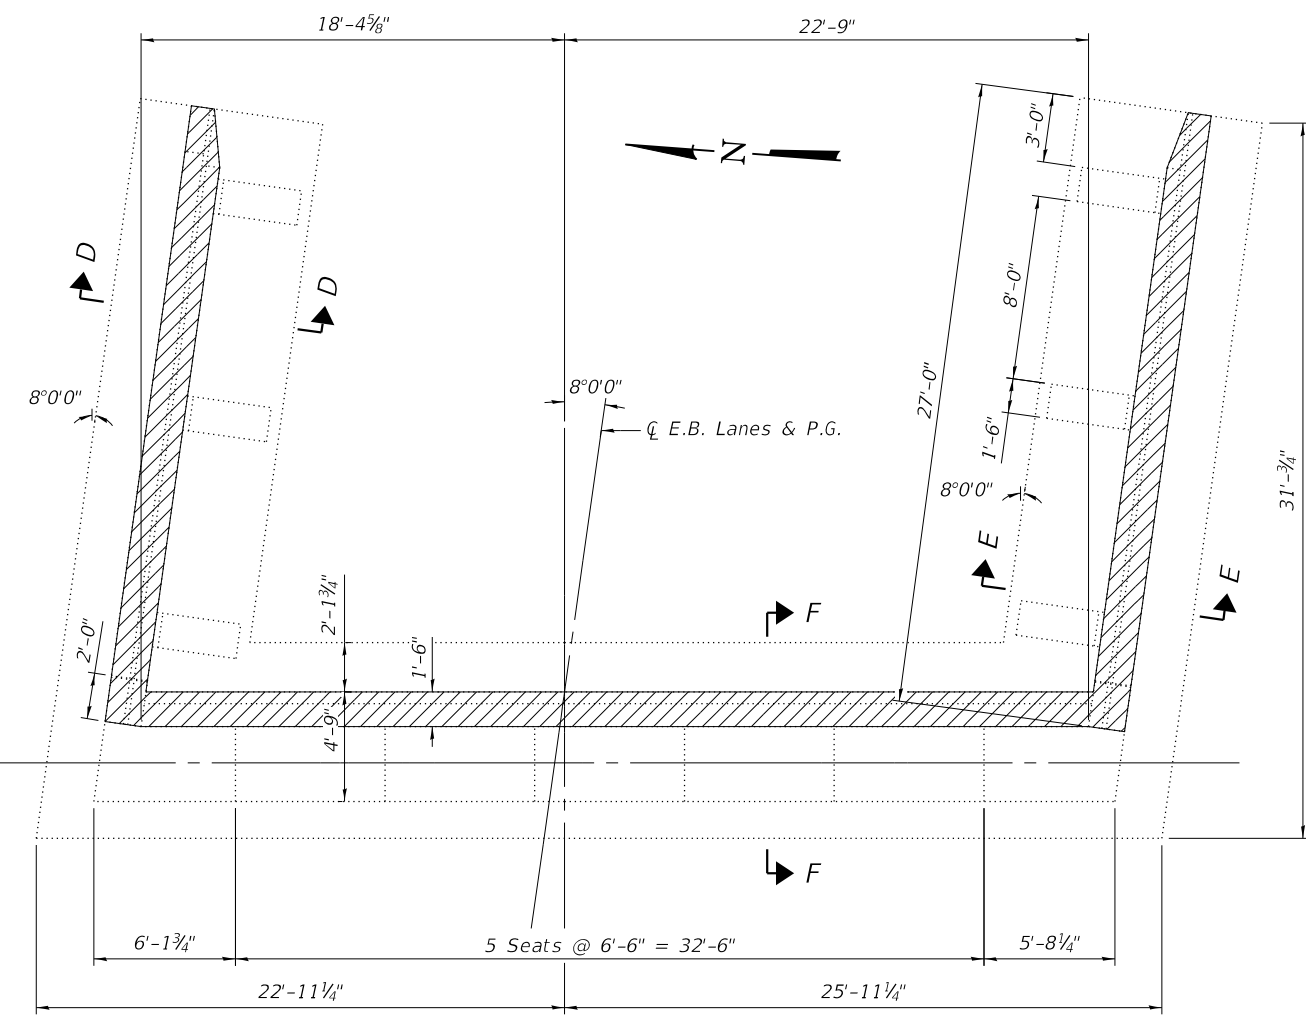 18'-4⅝"
22'-9"
N
3'-0"
D
D
8'-0"
8°0'0"
8°0'0"
27'-0"
℄ E.B. Lanes & P.G.
1'-6"
31'-¾"
8°0'0"
E
E
2'-1¾"
F
2'-0"
1'-6"
4'-9"
F
6'-1¾"
5 Seats @ 6'-6" = 32'-6"
5'-8¼"
22'-11¼"
25'-11¼"